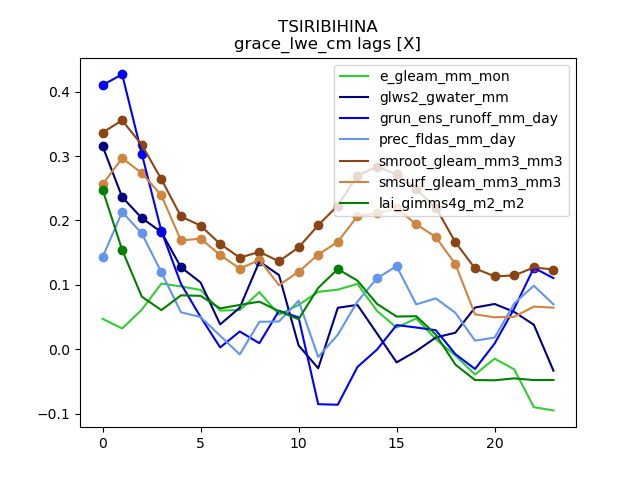 TSIRIBIHINA
grace_lwe_cm lags [X]
e_gleam_mm_mon
glws2_gwater_mm
grun_ens_runoff_mm_day
prec_fldas_mm_day
smroot_gleam_mm3_mm3
smsurf_gleam_mm3_mm3
lai_gimms4g_m2_m2
0.4
0.3
0.2
0.1
0.0
−0.1
0 5 10 15 20